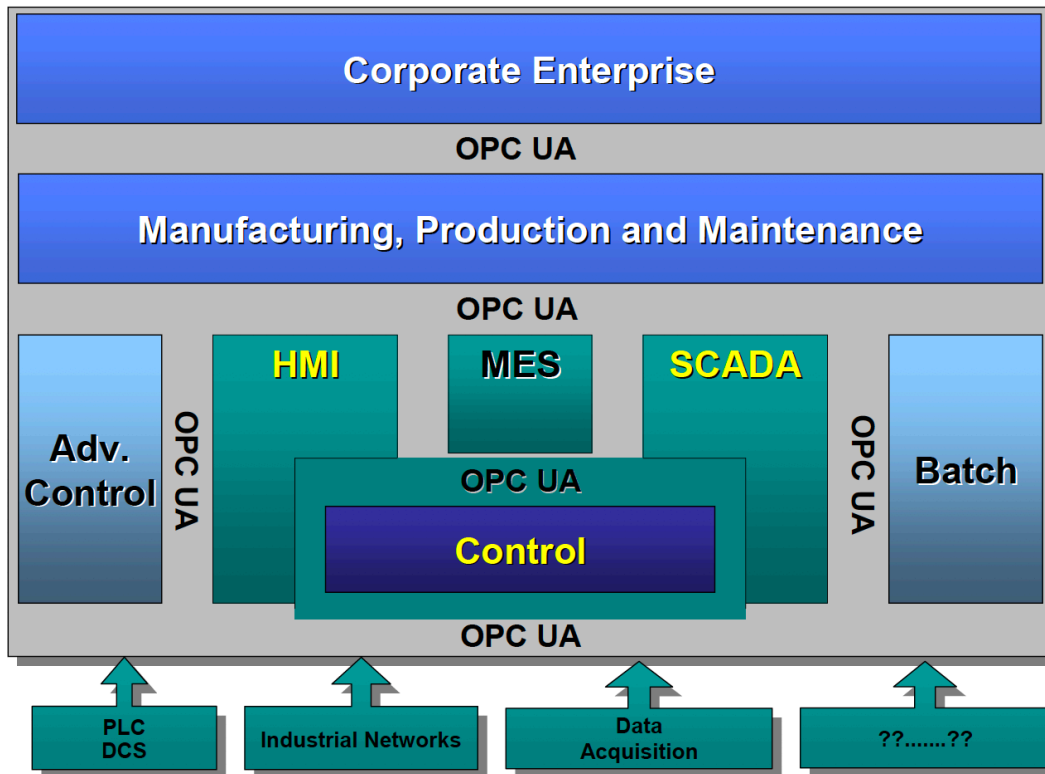 Corporate Enterprise
OPC UA
Manufacturing, Production and Maintenance
OPC UA
HMI
MES
SCADA
Adv.
Control
OPC UA
OPC UA
Batch
OPC UA
Control
OPC UA
PLC
DCS
Industrial Networks
Data
Acquisition
??.......??